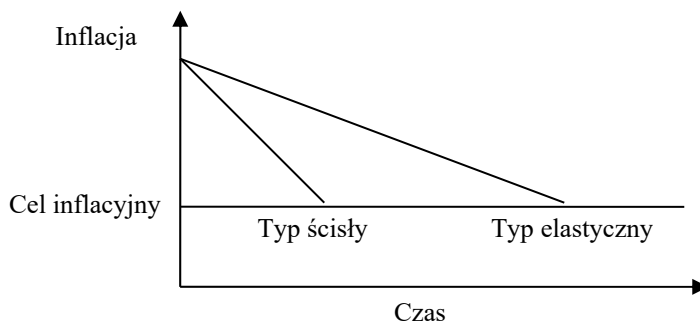 Inflacja
Cel inflacyjny
Typ ścisły
Typ elastyczny
Czas